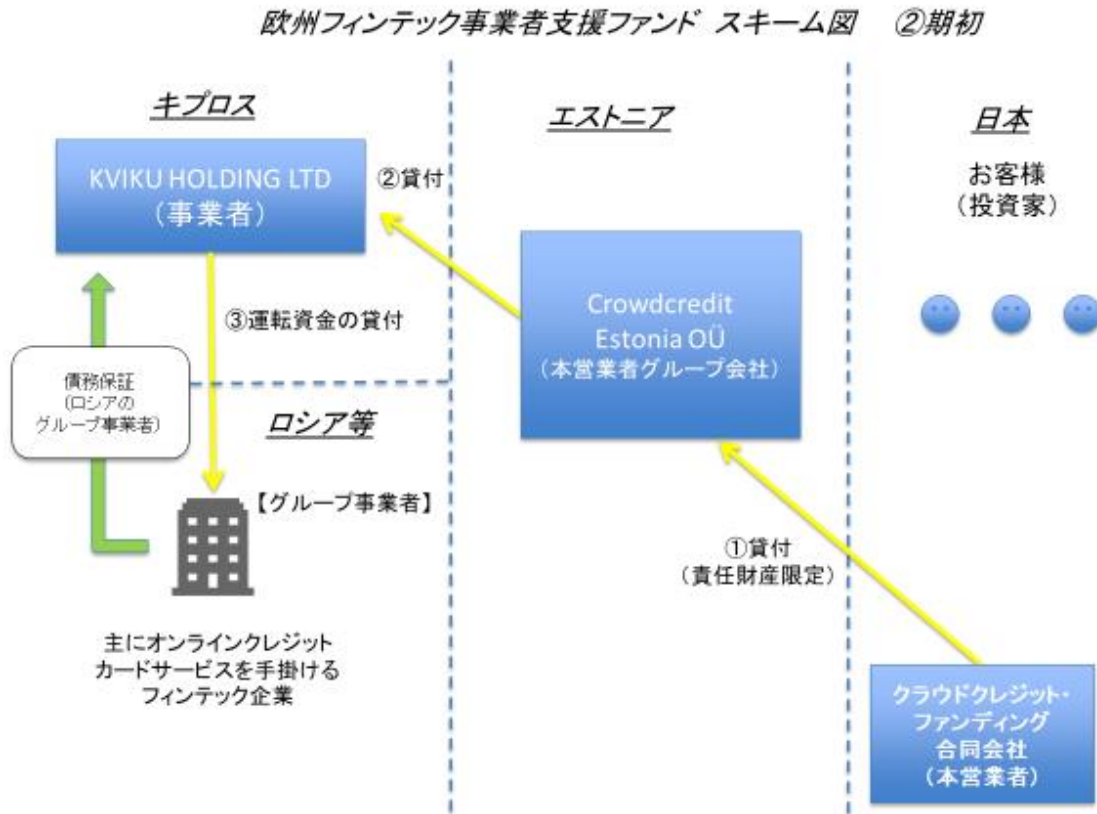 欧州フィンテック事業者支援ファンド スキーム図 ②期初
キプロス
エストニア
日本
KVIKU HOLDING LTD
(事業者)
②貸付
お客様
(投資家)
Crowdcredit
Estonia OÜ
(本営業者グループ会社)
③運転資金の貸付
債務保証
(ロシアの
グループ事業者)
ロシア等
【グループ事業者】
①貸付
(責任財産限定)
主にオンラインクレジット
カードサービスを手掛ける
フィンテック企業
クラウドクレジット・
ファンディング
合同会社
(本営業者)